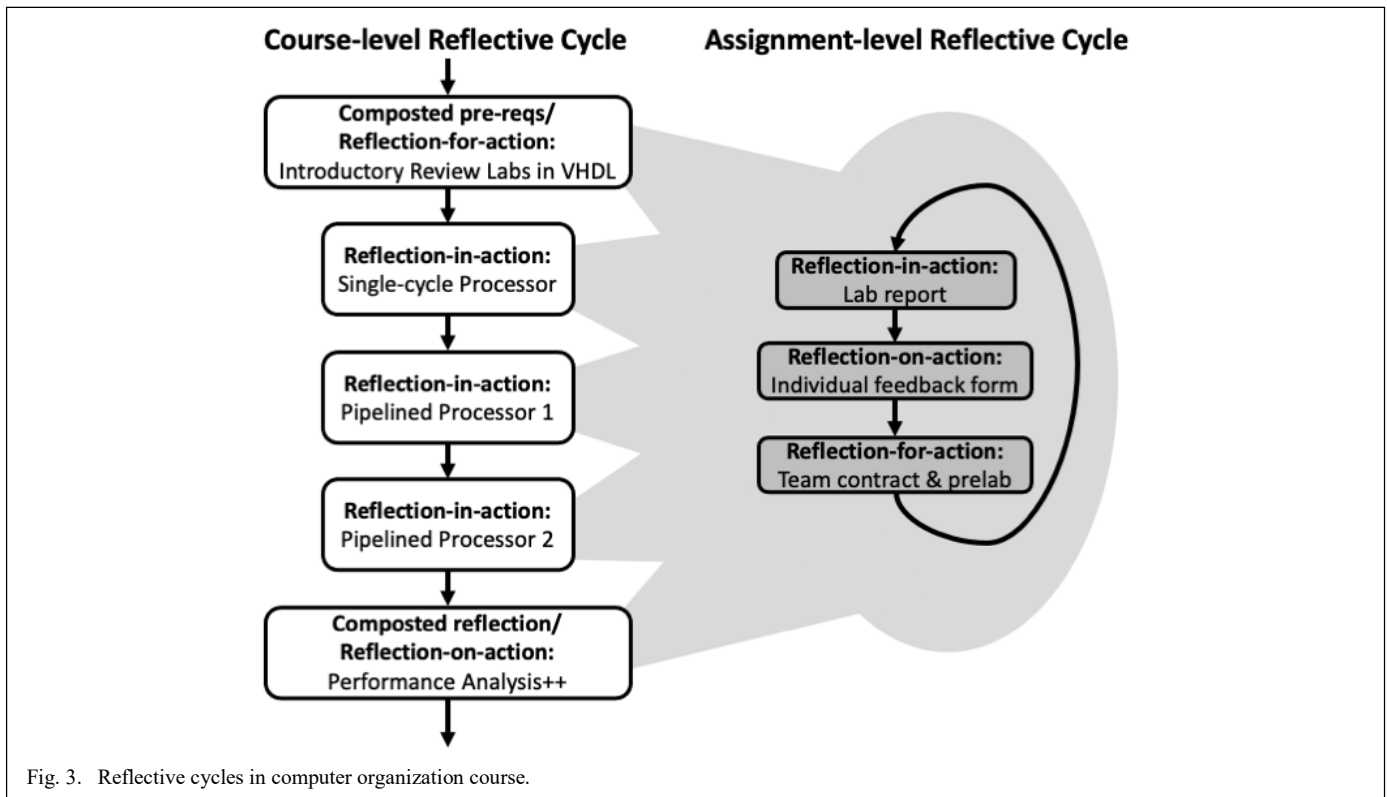 Course-level Reflective Cycle
Assignment-level Reflective Cycle
Composted pre-reqs/
Reflection-for-action:
Introductory Review Labs in VHDL
Reflection-in-action:
Single-cycle Processor
Reflection-in-action:
Pipelined Processor 1
Reflection-in-action:
Pipelined Processor 2
Composted reflection/
Reflection-on-action:
Performance Analysis++
Reflection-in-action:
Lab report
Reflection-on-action:
Individual feedback form
Reflection-for-action:
Team contract & prelab
Fig. 3. Reflective cycles in computer organization course.